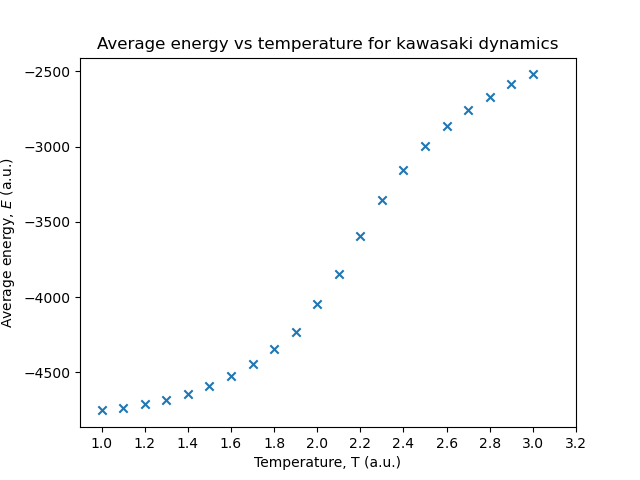 Average energy vs temperature for kawasaki dynamics
−2500
−3000
−3500
−4000
−4500
Average energy, E (a.u.)
1.0 1.2 1.4 1.6 1.8 2.0 2.2 2.4 2.6 2.8 3.0 3.2
Temperature, T (a.u.)